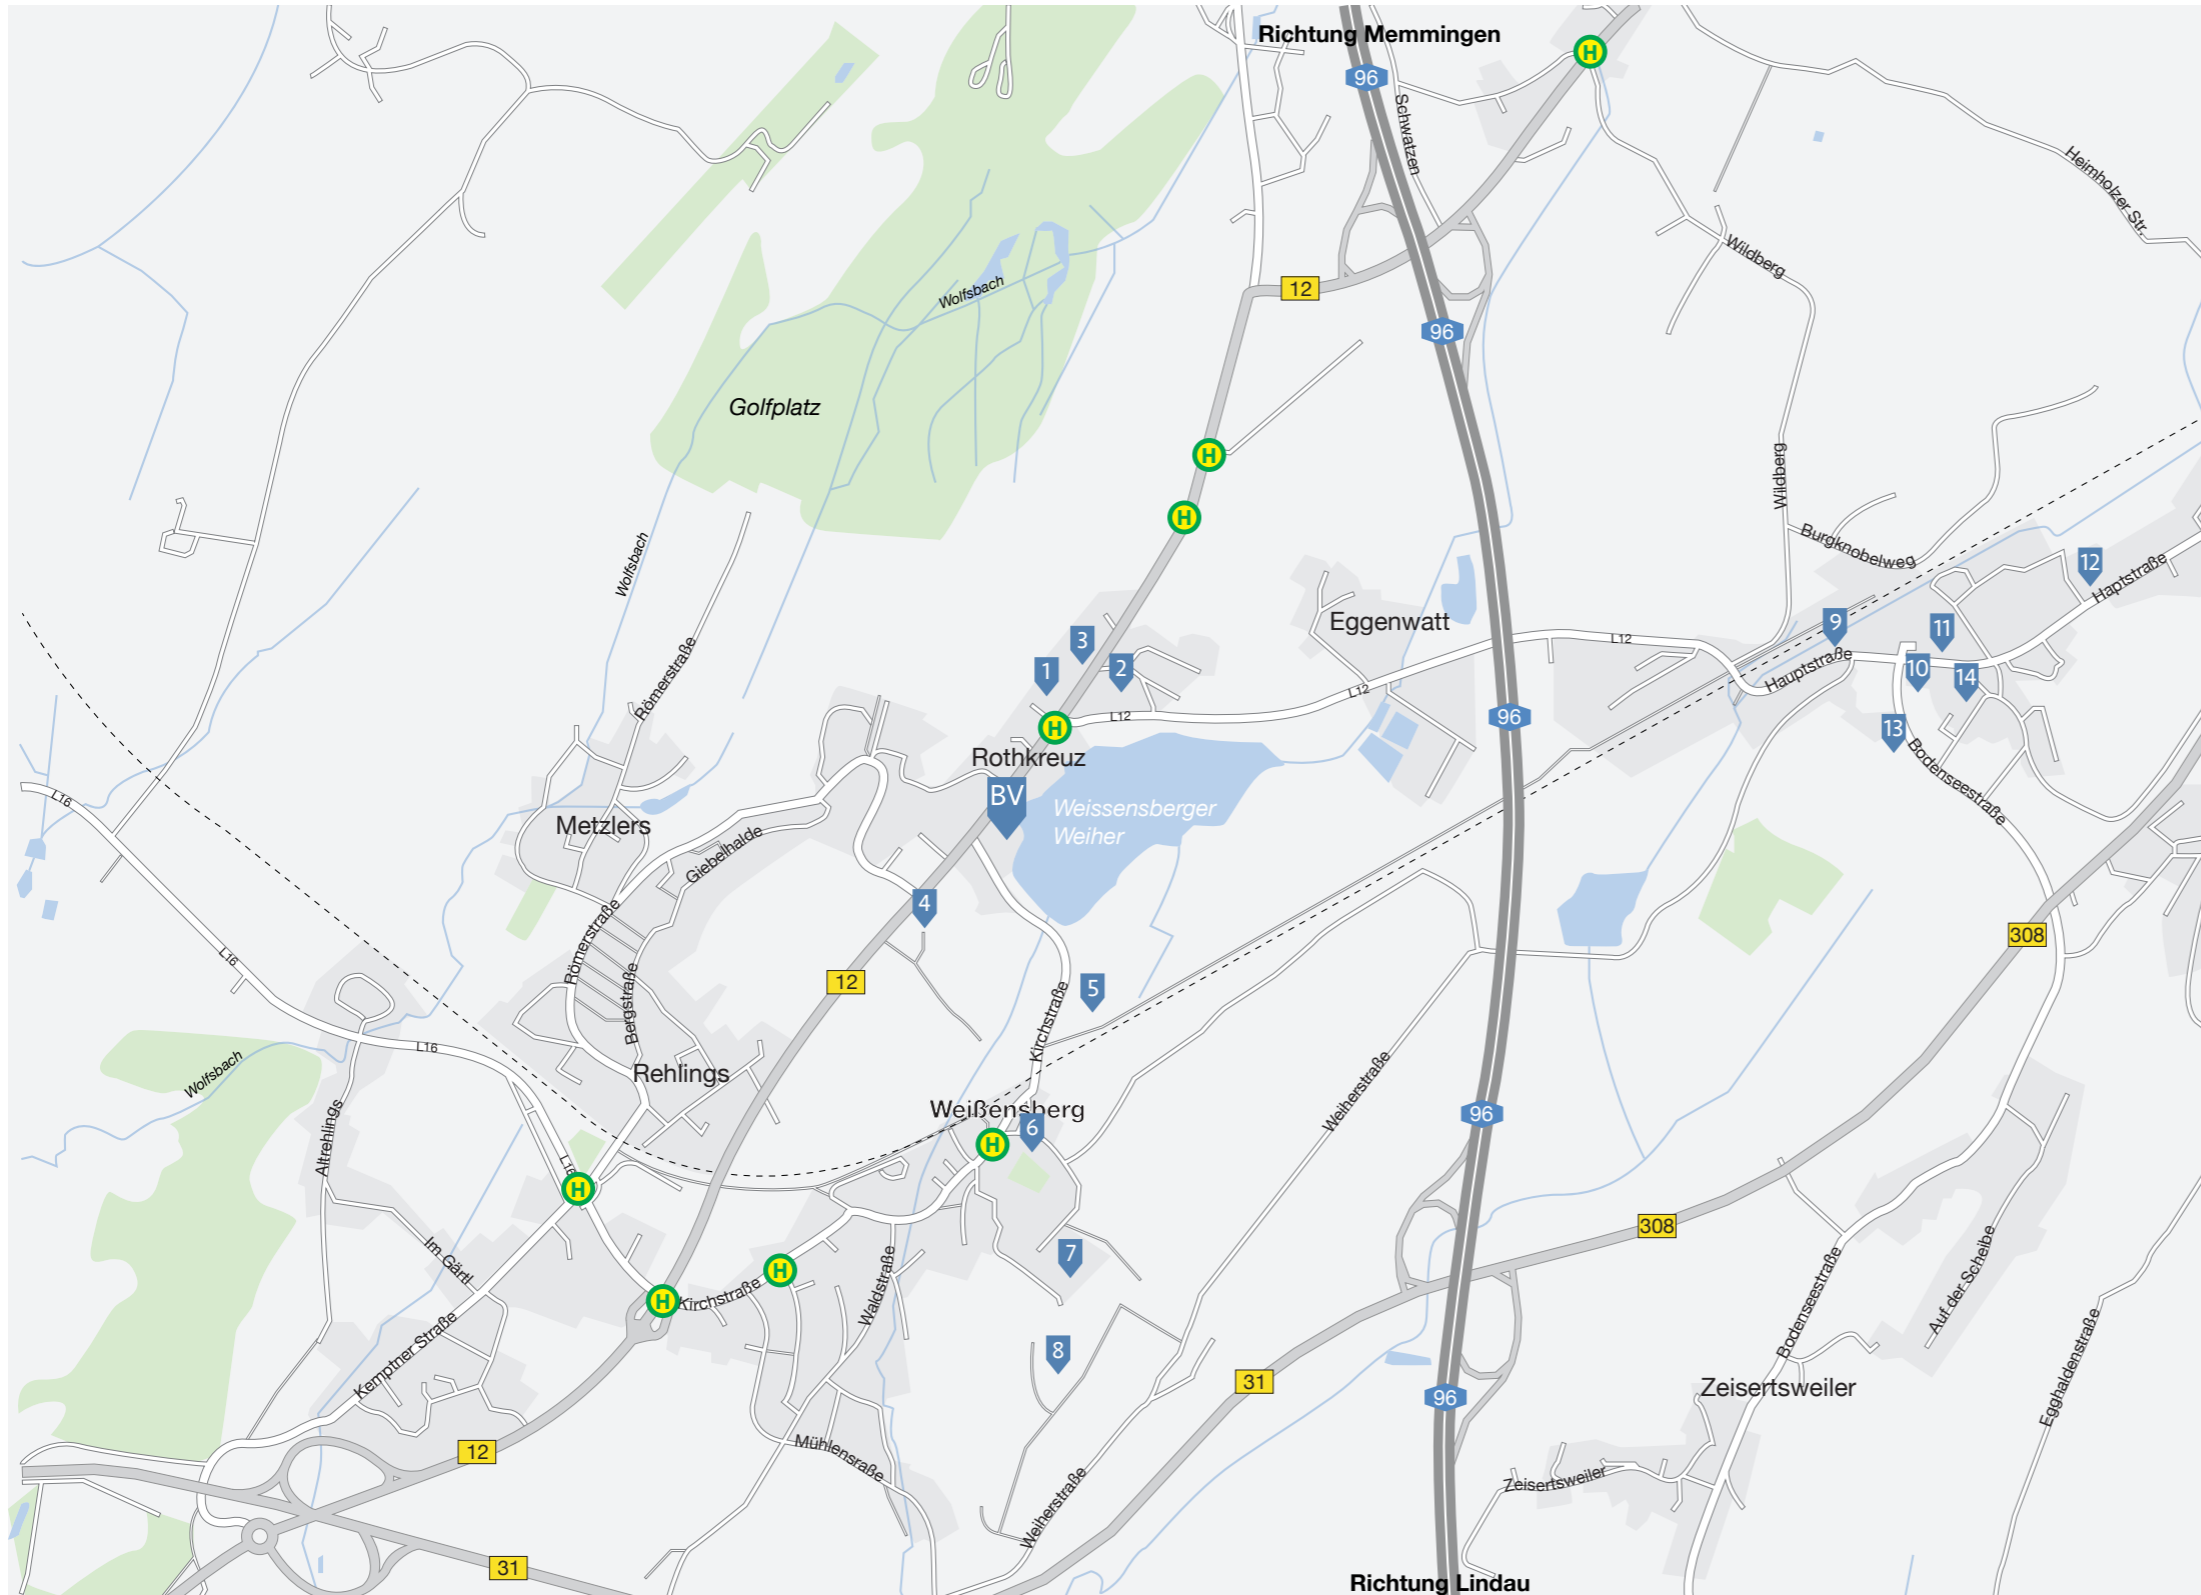 Richtung Memmingen
H
96
Schwatzen
Heimholzer Str.
Wildberg
Wolfsbach
12
96
Golfplatz
H
Wildberg
H
Burgknobelweg
Wolfsbach
12
Haptstraße
Eggenwatt
9
11
3
L12
1
2
10
Hauptstraße
14
Römerstraße
L12
L12
96
H
13
Rothkreuz
Bodenseestraße
BV
L16
Weissensberger
Weiher
Metzlers
Giebelhalde
4
Römerstraße
308
L16
12
5
Bergstraße
Kirchstraße
L16
Wolfsbach
Rehlings
Weiherstraße
Weißensberg
96
6
Altrehlings
H
L16
H
308
Im Gärtl
7
H
Waldstraße
Auf der Scheibe
H
Kirchstraße
Bodenseestraße
8
Kemptner Straße
Egghaldenstraße
31
Zeisertsweiler
96
12
Mühlensraße
Zeisertsweiler
Weiherstraße
31
Richtung Lindau